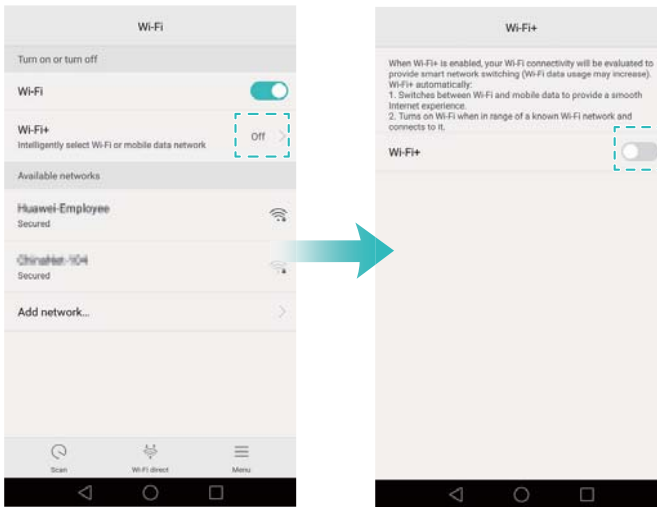 Wi-Fi
Turn on or turn off
Wi-Fi
Wi-Fi+
Intelligently select Wi-Fi or mobile data network
Off
Available networks
Huawei-Employee
Secured
ChinaNet-104
Secured
Add network...
Scan
Wi-Fi direct
Menu
Wi-Fi+
When Wi-Fi+ is enabled, your Wi-Fi connectivity will be evaluated to
provide smart network switching (Wi-Fi data usage may increase).
Wi-Fi+ automatically:
1. Switches between Wi-Fi and mobile data to provide a smooth
Internet experience.
2. Turns on Wi-Fi when in range of a known Wi-Fi network and
connects to it.
Wi-Fi+